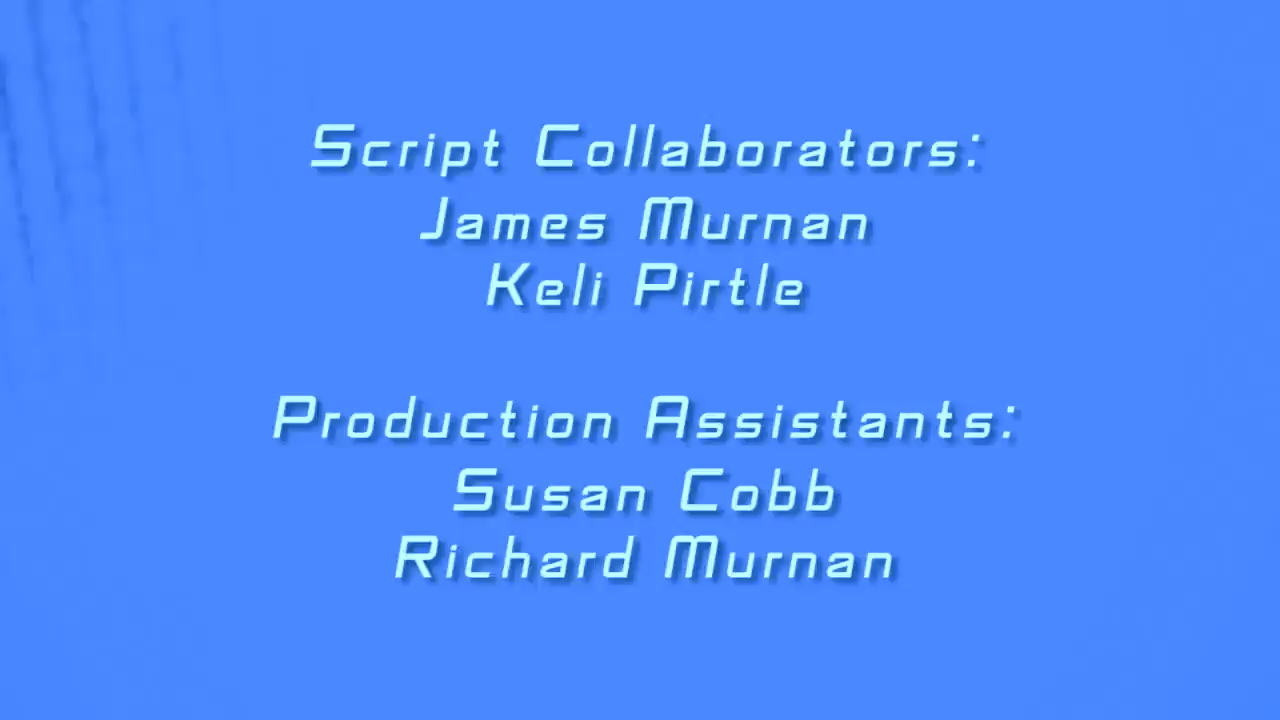 Script Collaborators:
James Murnan
Keli Pirtle
Production Assistants:
Susan Cobb
Richard Murnan